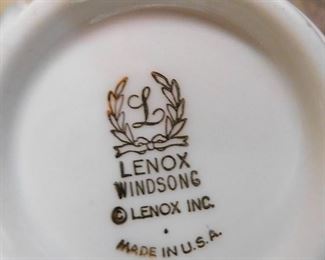 L
LENOX
WINDSONG
© LENOX INC.
MADE IN U.S.A.